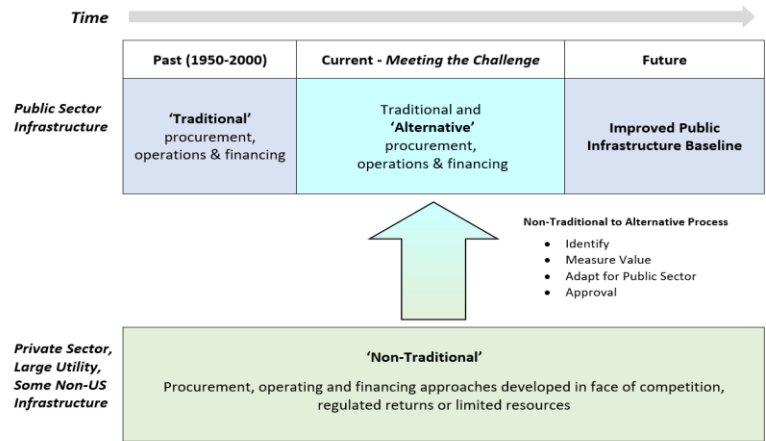 Time
Past (1950-2000)
Current - Meeting the Challenge
Future
Public Sector
Infrastructure
‘Traditional’
procurement,
operations & financing
Traditional and
‘Alternative’
procurement,
operations & financing
Improved Public
Infrastructure Baseline
Non-Traditional to Alternative Process
• Identify
• Measure Value
• Adapt for Public Sector
• Approval
Private Sector,
Large Utility,
Some Non-US
Infrastructure
‘Non-Traditional’
Procurement, operating and financing approaches developed in face of competition,
regulated returns or limited resources